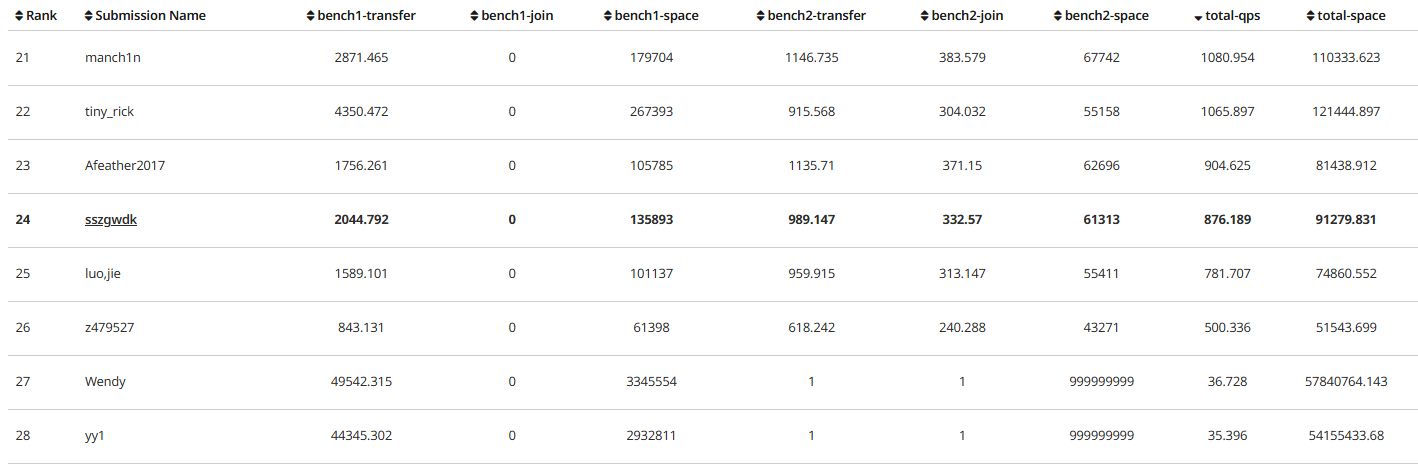 Rank Submission Name bench1-transfer bench1-join bench1-space bench2-transfer bench2-join bench2-space total-qps total-space
21 manch1n 2871.465 0 179704 1146.735 383.579 67742 1080.954 110333.623
22 tiny_rick 4350.472 0 267393 915.568 304.032 55158 1065.897 121444.897
23 Afeather2017 1756.261 0 105785 1135.71 371.15 62696 904.625 81438.912
24 sszgwdk 2044.792 0 135893 989.147 332.57 61313 876.189 91279.831
25 luo,jie 1589.101 0 101137 959.915 313.147 55411 781.707 74860.552
26 z479527 843.131 0 61398 618.242 240.288 43271 500.336 51543.699
27 Wendy 49542.315 0 3345554 1 1 999999999 36.728 57840764.143
28 yy1 44345.302 0 2932811 1 1 999999999 35.396 54155433.68